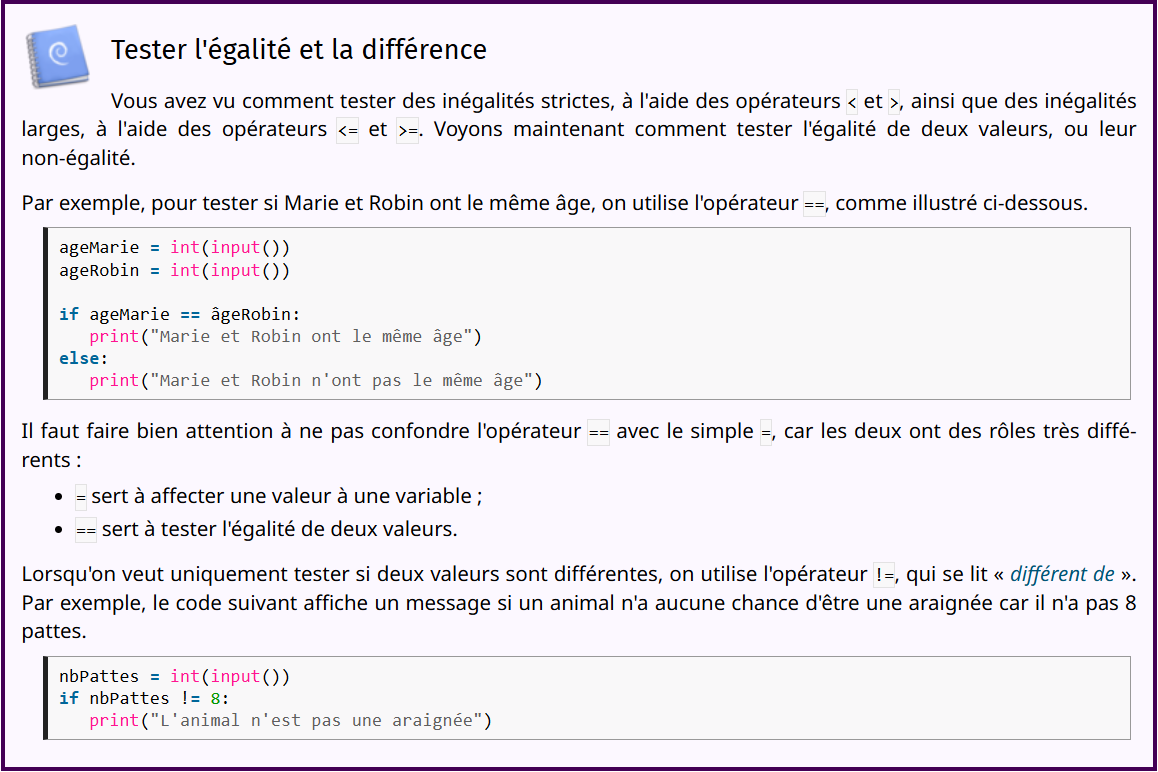 Tester l'égalité et la différence
Vous avez vu comment tester des inégalités strictes, à l'aide des opérateurs < et >, ainsi que des inégalités
larges, à l'aide des opérateurs <= et >=. Voyons maintenant comment tester l'égalité de deux valeurs, ou leur
non-égalité.
Par exemple, pour tester si Marie et Robin ont le même âge, on utilise l'opérateur ==, comme illustré ci-dessous.
ageMarie = int(input())
ageRobin = int(input())
if ageMarie == âgeRobin:
   print("Marie et Robin ont le même âge")
else:
   print("Marie et Robin n'ont pas le même âge")
Il faut faire bien attention à ne pas confondre l'opérateur == avec le simple =, car les deux ont des rôles très diffé-
rents :
• = sert à affecter une valeur à une variable ;
• == sert à tester l'égalité de deux valeurs.
Lorsqu'on veut uniquement tester si deux valeurs sont différentes, on utilise l'opérateur !=, qui se lit « différent de ».
Par exemple, le code suivant affiche un message si un animal n'a aucune chance d'être une araignée car il n'a pas 8
pattes.
nbPattes = int(input())
if nbPattes != 8:
   print("L'animal n'est pas une araignée")